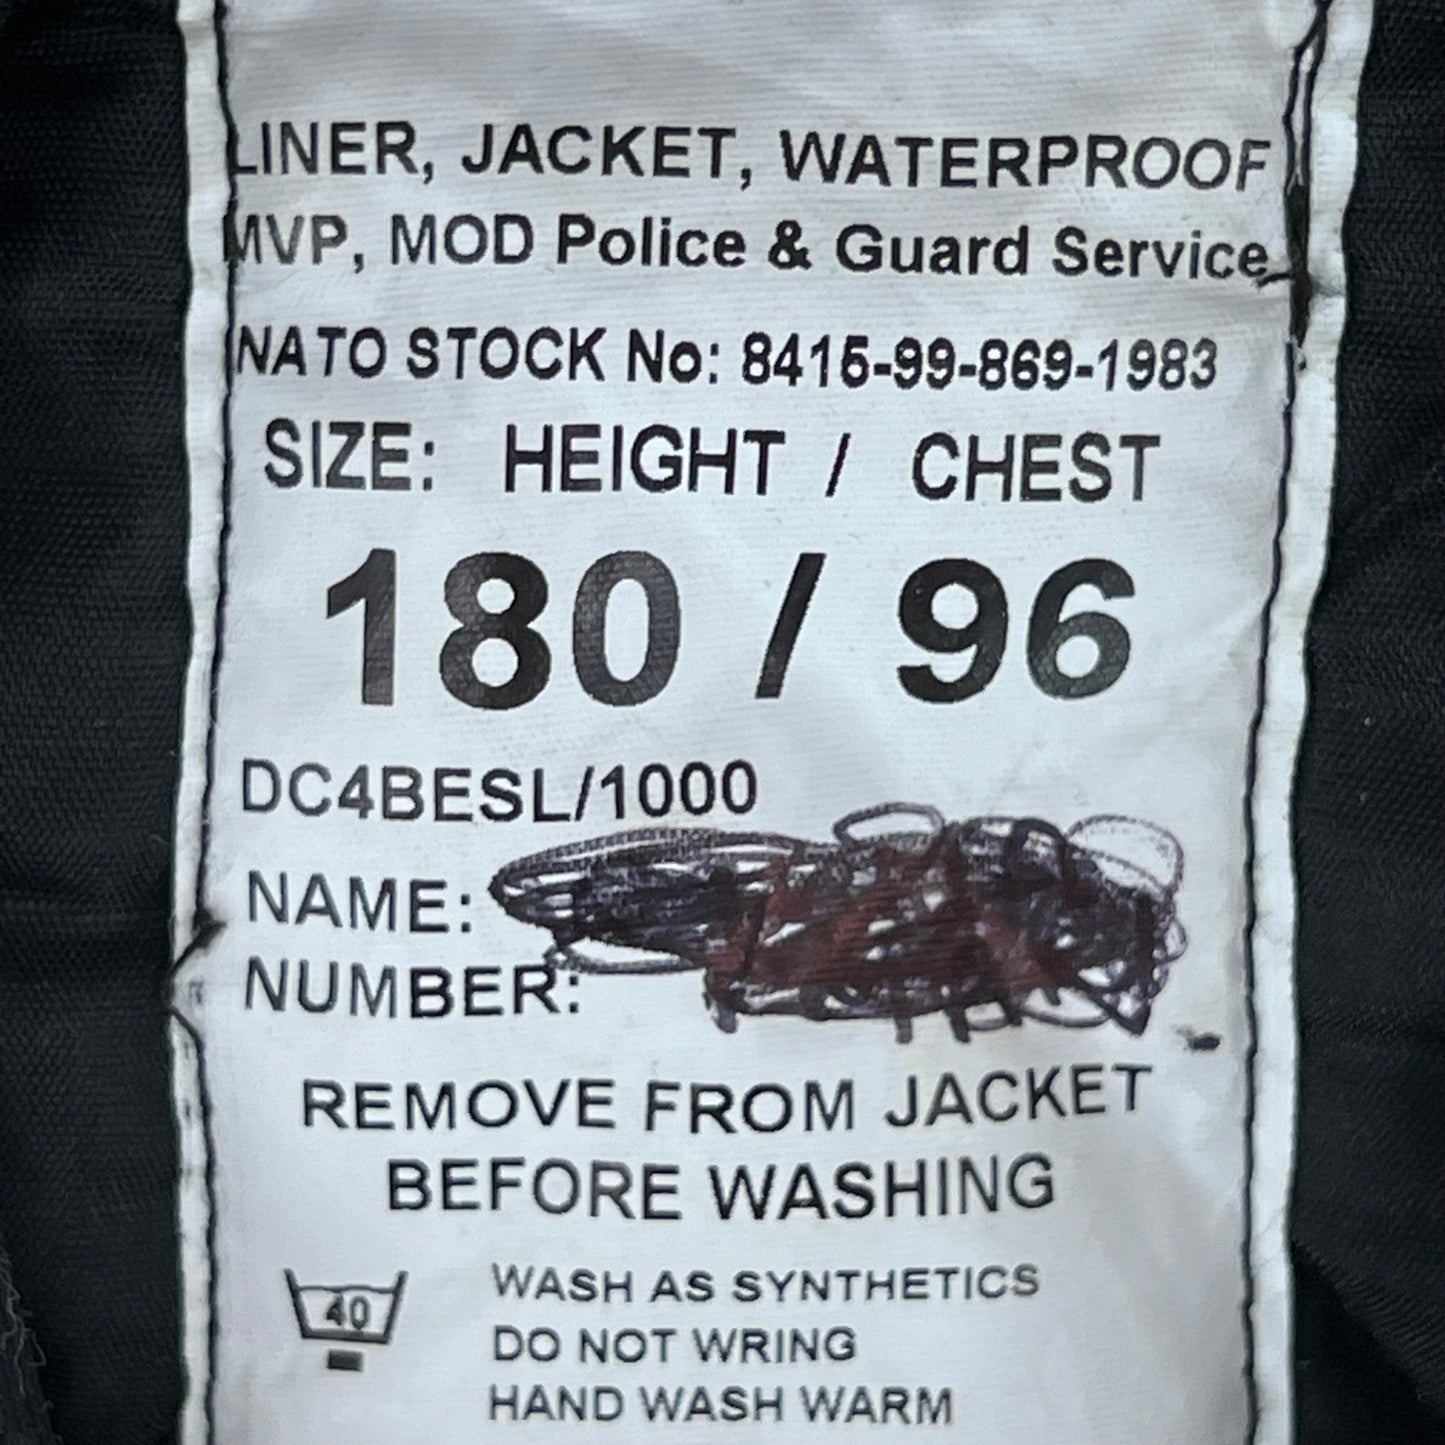 LINER, JACKET, WATERPROOF
MVP, MOD Police & Guard Service
NATO STOCK No: 8415-99-869-1983
SIZE: HEIGHT / CHEST
180 / 96
DC4BESL/1000
NAME:
NUMBER:
REMOVE FROM JACKET
BEFORE WASHING
40
WASH AS SYNTHETICS
DO NOT WRING
HAND WASH WARM